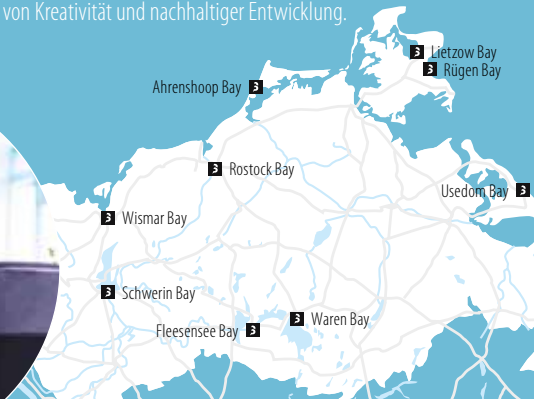 von Kreativität und nachhaltiger Entwicklung.
Lietzow Bay
Rügen Bay
Ahrenshoop Bay
Rostock Bay
Usedom Bay
Wismar Bay
Schwerin Bay
Waren Bay
Fleesensee Bay